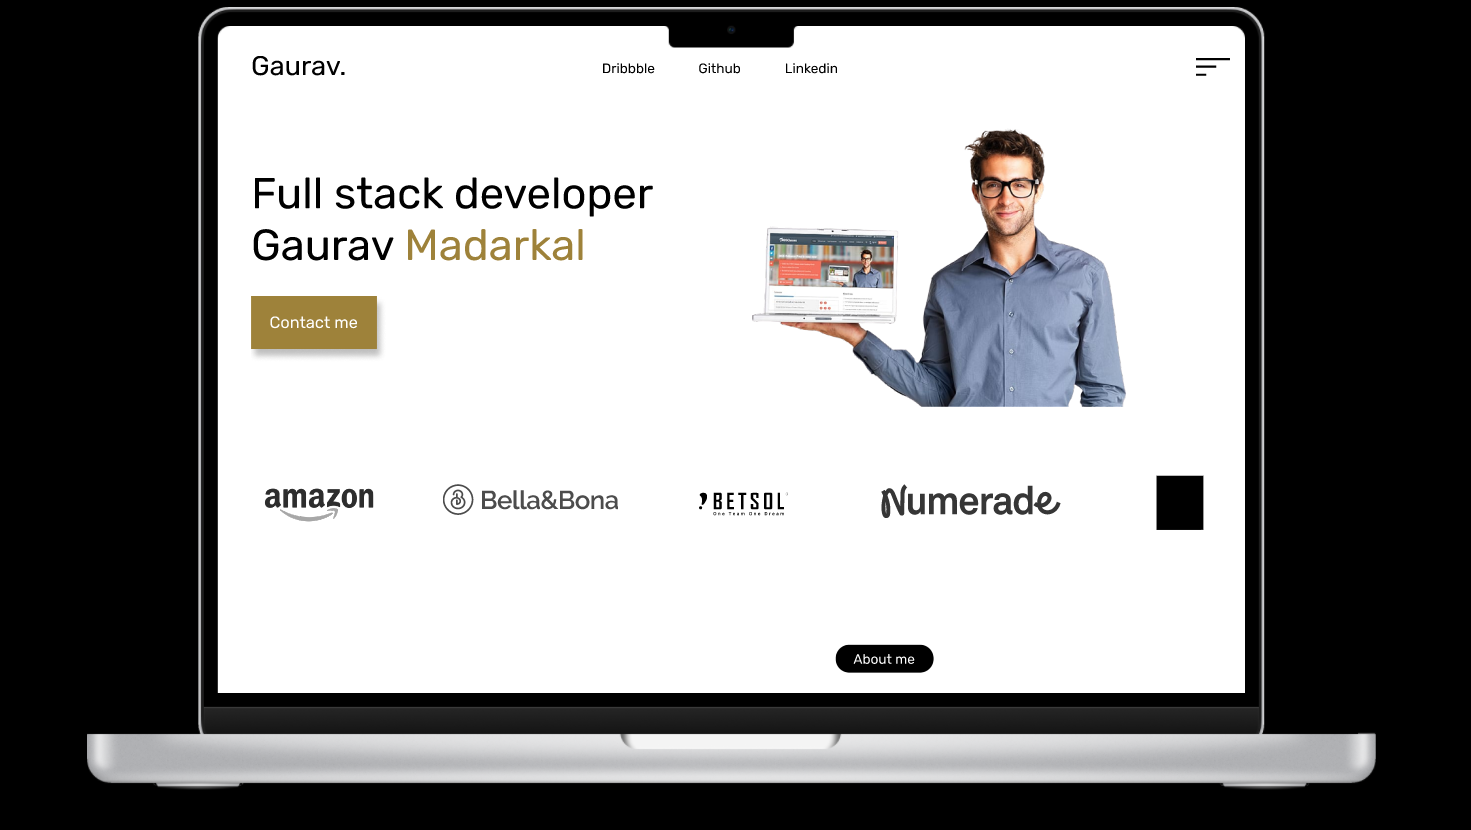 Gaurav.
Dribbble
Github
Linkedin
Full stack developer
Gaurav Madarkal
Contact me
amazon
Bella&Bona
BETSOL
One Team One Dream
Numerade
About me